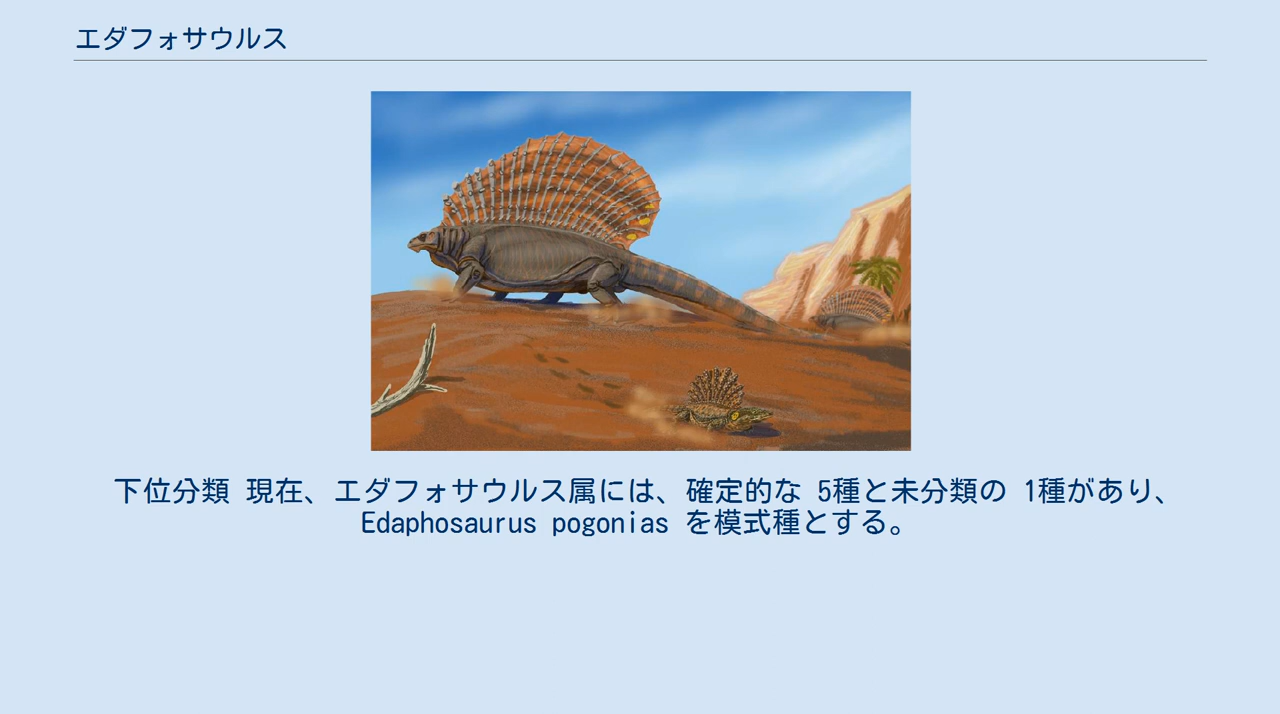 エダフォサウルス
下位分類 現在、エダフォサウルス属には、確定的な 5種と未分類の 1種があり、
Edaphosaurus pogonias を模式種とする。